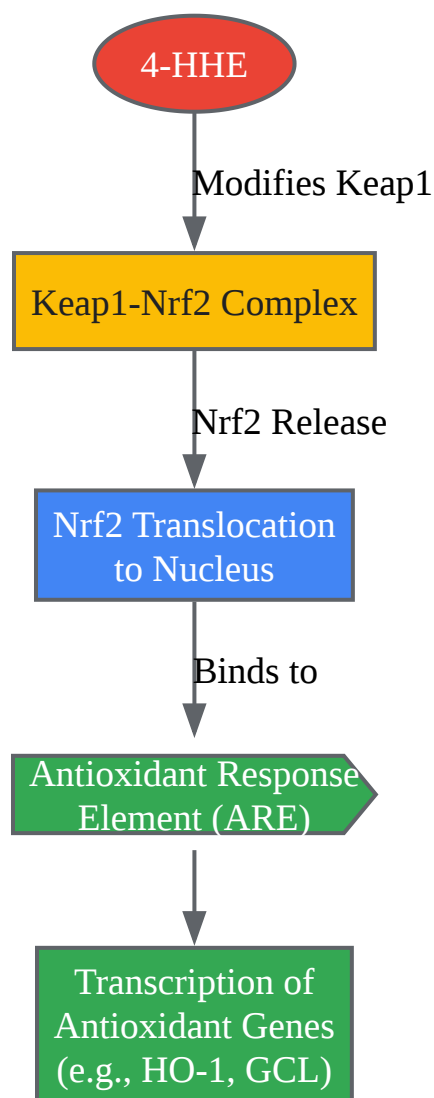 4-HHE
Modifies Keap1
Keap1-Nrf2 Complex
Nrf2 Release
Nrf2 Translocation
to Nucleus
Binds to
Antioxidant Response
Element (ARE)
Transcription of
Antioxidant Genes
(e.g., HO-1, GCL)